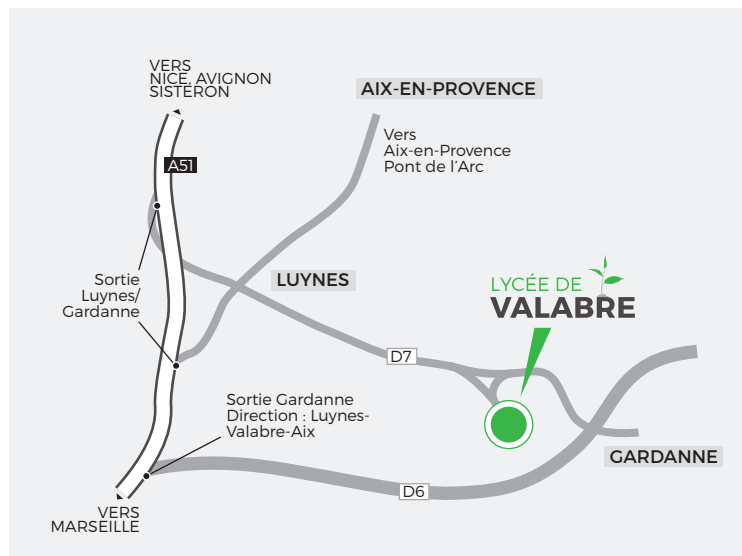 VERS
NICE, AVIGNON
SISTERON
AIX-EN-PROVENCE
Vers
Aix-en-Provence
Pont de l'Arc
A51
Sortie
Luynes/
Gardanne
LUYNES
LYCÉE DE
VALABRE
D7
Sortie Gardanne
Direction : Luynes-
Valabre-Aix
GARDANNE
D6
VERS
MARSEILLE